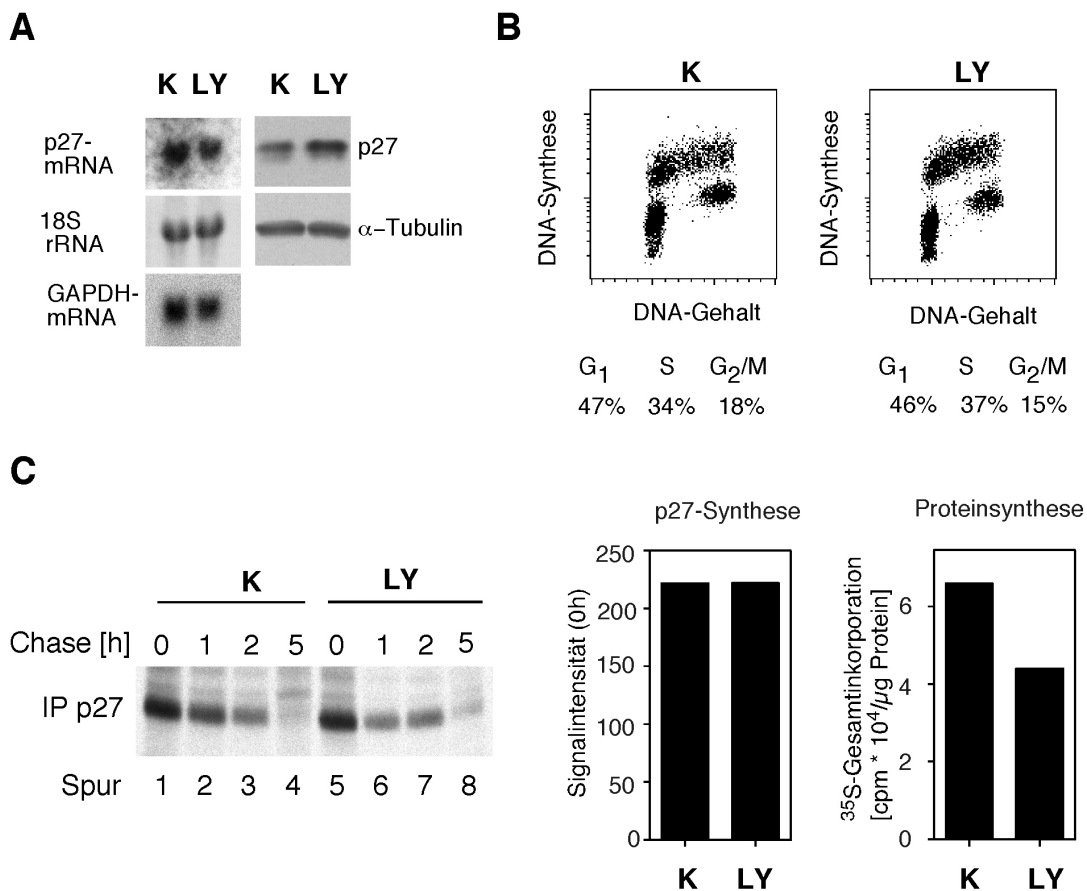 A
K LY
K LY
p27-
mRNA
p27
18S
rRNA
α-Tubulin
GAPDH-
mRNA
B
K
LY
DNA-Synthese
DNA-Synthese
DNA-Gehalt
DNA-Gehalt
G1 S G2/M
47% 34% 18%
G1 S G2/M
46% 37% 15%
C
K LY
Chase [h] 0 1 2 5 0 1 2 5
IP p27
Spur 1 2 3 4 5 6 7 8
p27-Synthese
Signalintensität (0h)
250
200
150
100
50
0
K LY
Proteinsynthese
35S-Gesamtinkorporation
[cpm * 10^4/µg Protein]
6
4
2
0
K LY